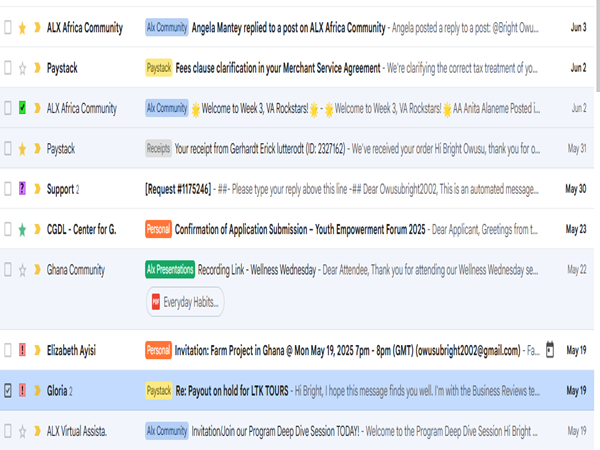 ALX Africa Community Alx Community Angela Mantey replied to a post on ALX Africa Community - Angela posted a reply to a post: @Bright Owu... Jun 3
Paystack Paystack Fees clause clarification in your Merchant Service Agreement - We're clarifying the correct tax treatment of yo... Jun 2
ALX Africa Community Alx Community 🌟Welcome to Week 3, VA Rockstars!🌟 - 🌟 Welcome to Week 3, VA Rockstars!🌟 AA Anita Alaneme Posted i... Jun 2
Paystack Receipts Your receipt from Gerhardt Erick lutterodt (ID: 2327162) - We've received your order Hi Bright Owusu, thank you for o... May 31
Support 2 [Request #1175246] - ##- Please type your reply above this line -## Dear Owusubright2002, This is an automated message... May 30
CGDL - Center for G. Personal Confirmation of Application Submission – Youth Empowerment Forum 2025 - Dear Applicant, Greetings from t... May 23
Ghana Community Alx Presentations Recording Link - Wellness Wednesday - Dear Attendee, Thank you for attending our Wellness Wednesday se... May 22
PDF Everyday Habits...
Elizabeth Ayisi Personal Invitation: Farm Project in Ghana @ Mon May 19, 2025 7pm - 8pm (GMT) (owusubright2002@gmail.com) - Fa... May 19
Gloria 2 Paystack Re: Payout on hold for LTK TOURS - Hi Bright, I hope this message finds you well. I'm with the Business Reviews te... May 19
ALX Virtual Assista. Alx Community InvitationJoin our Program Deep Dive Session TODAY! - Welcome to the Program Deep Dive Session Hi Bright ... May 19